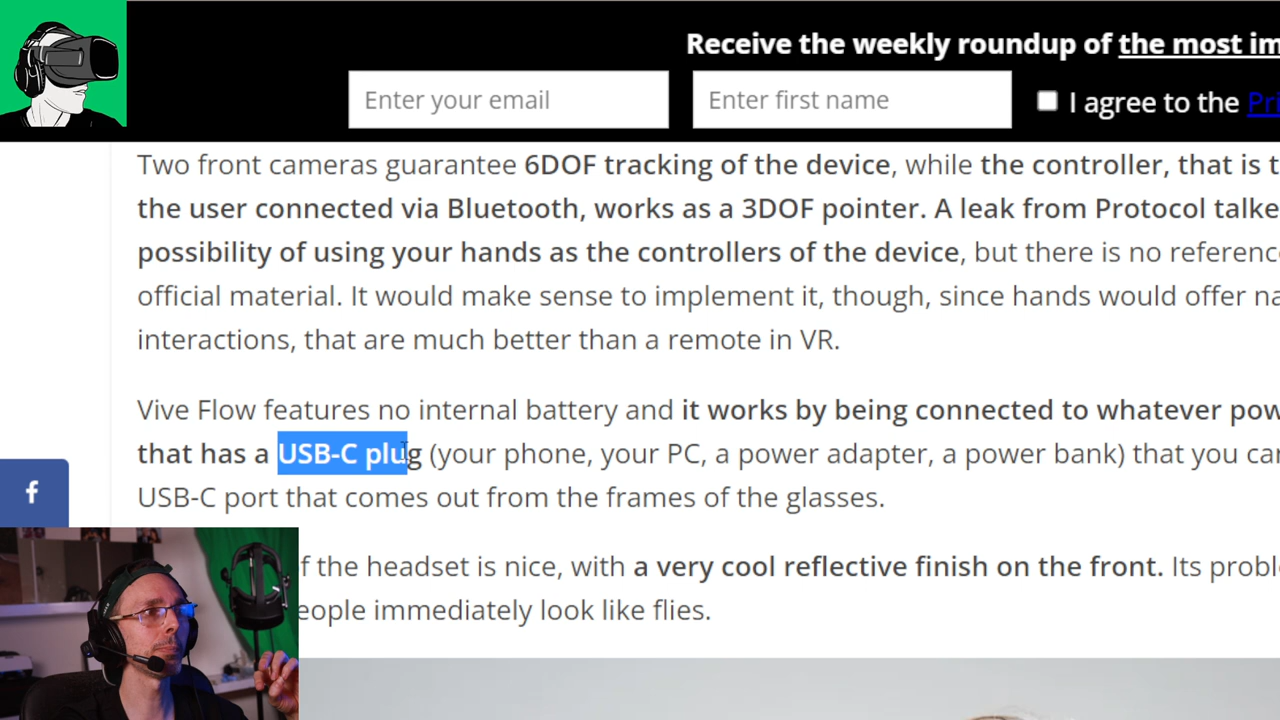 Receive the weekly roundup of the most im
Enter your email
Enter first name
I agree to the Pri
Two front cameras guarantee 6DOF tracking of the device, while the controller, that is t
the user connected via Bluetooth, works as a 3DOF pointer. A leak from Protocol talke
possibility of using your hands as the controllers of the device, but there is no referenc
official material. It would make sense to implement it, though, since hands would offer na
interactions, that are much better than a remote in VR.
Vive Flow features no internal battery and it works by being connected to whatever pow
that has a USB-C plug (your phone, your PC, a power adapter, a power bank) that you can
USB-C port that comes out from the frames of the glasses.
f the headset is nice, with a very cool reflective finish on the front. Its proble
eople immediately look like flies.